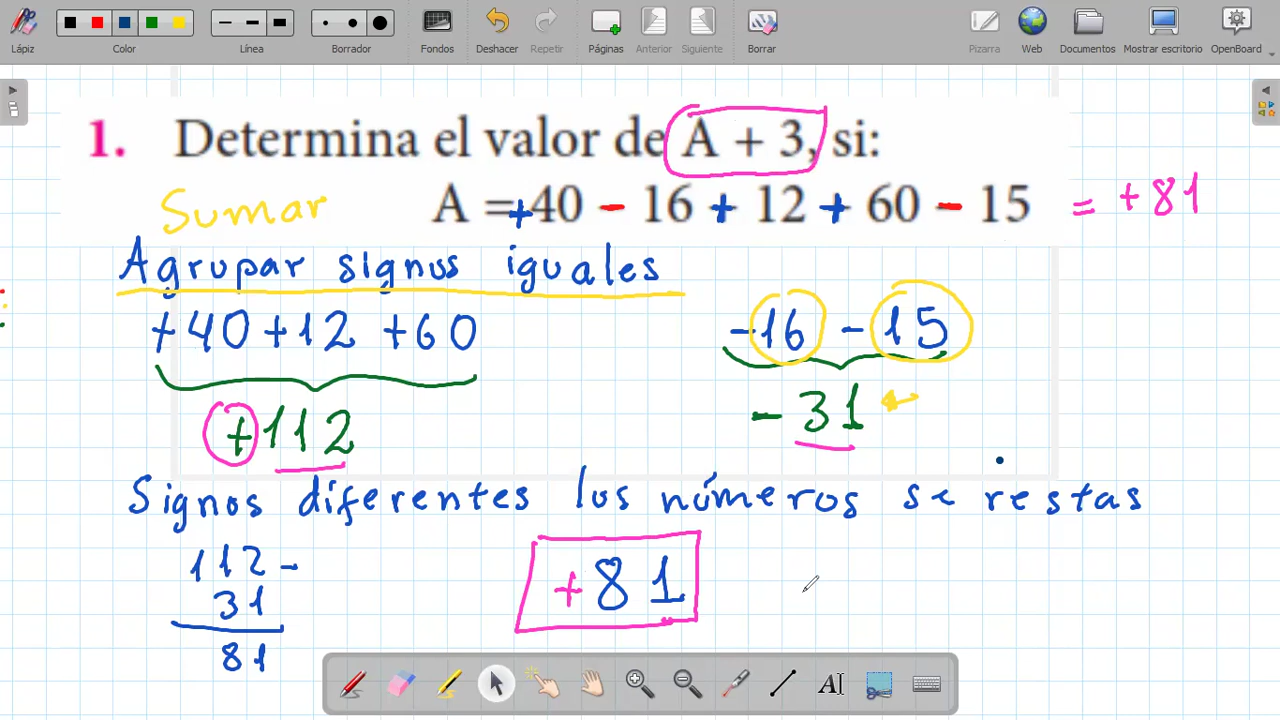 Lápiz Color Línea Borrador Fondos Deshacer Repetir Páginas Anterior Siguiente Borrar Pizarra Web Documentos Mostrar escritorio OpenBoard
1. Determina el valor de A + 3, si:
Sumar A = +40 - 16 + 12 + 60 - 15 = +81
Agrupar signos iguales
+40+12 +60 -16 -15
+112 -31
Signos diferentes los números se restas
112 -
31
81
+81
AI